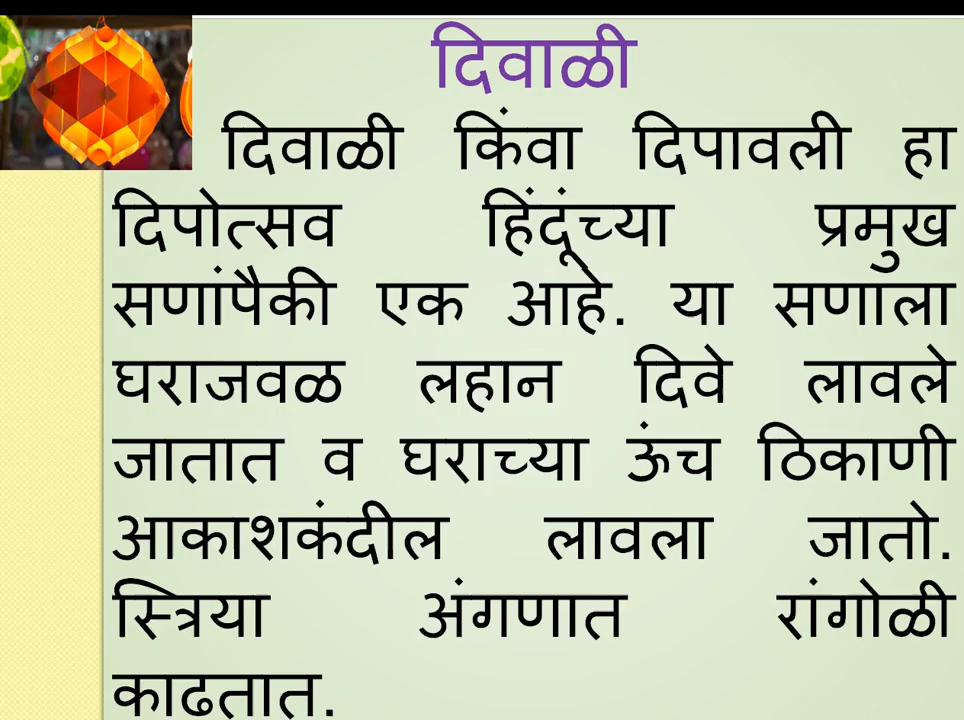 दिवाळी
दिवाळी किंवा दिपावली हा
दिपोत्सव हिंदूंच्या प्रमुख
सणांपैकी एक आहे. या सणाला
घराजवळ लहान दिवे लावले
जातात व घराच्या ऊंच ठिकाणी
आकाशकंदील लावला जातो.
स्त्रिया अंगणात रांगोळी
काढतात.